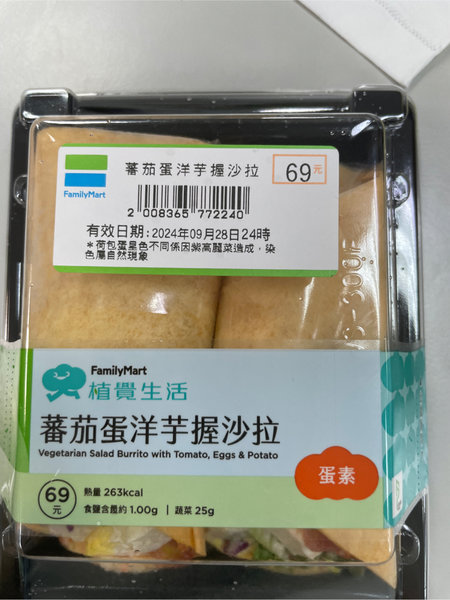 蕃茄蛋洋芋握沙拉 69元
FamilyMart
2 008365 772240
有效日期:2024年09月28日24時
*荷包蛋呈色不同係因紫高麗菜造成,染
色屬自然現象
FamilyMart
植覺生活
蕃茄蛋洋芋握沙拉
Vegetarian Salad Burrito with Tomato, Eggs & Potato
蛋素
69元
熱量 263kcal
食鹽含量約 1.00g | 蔬菜 25g